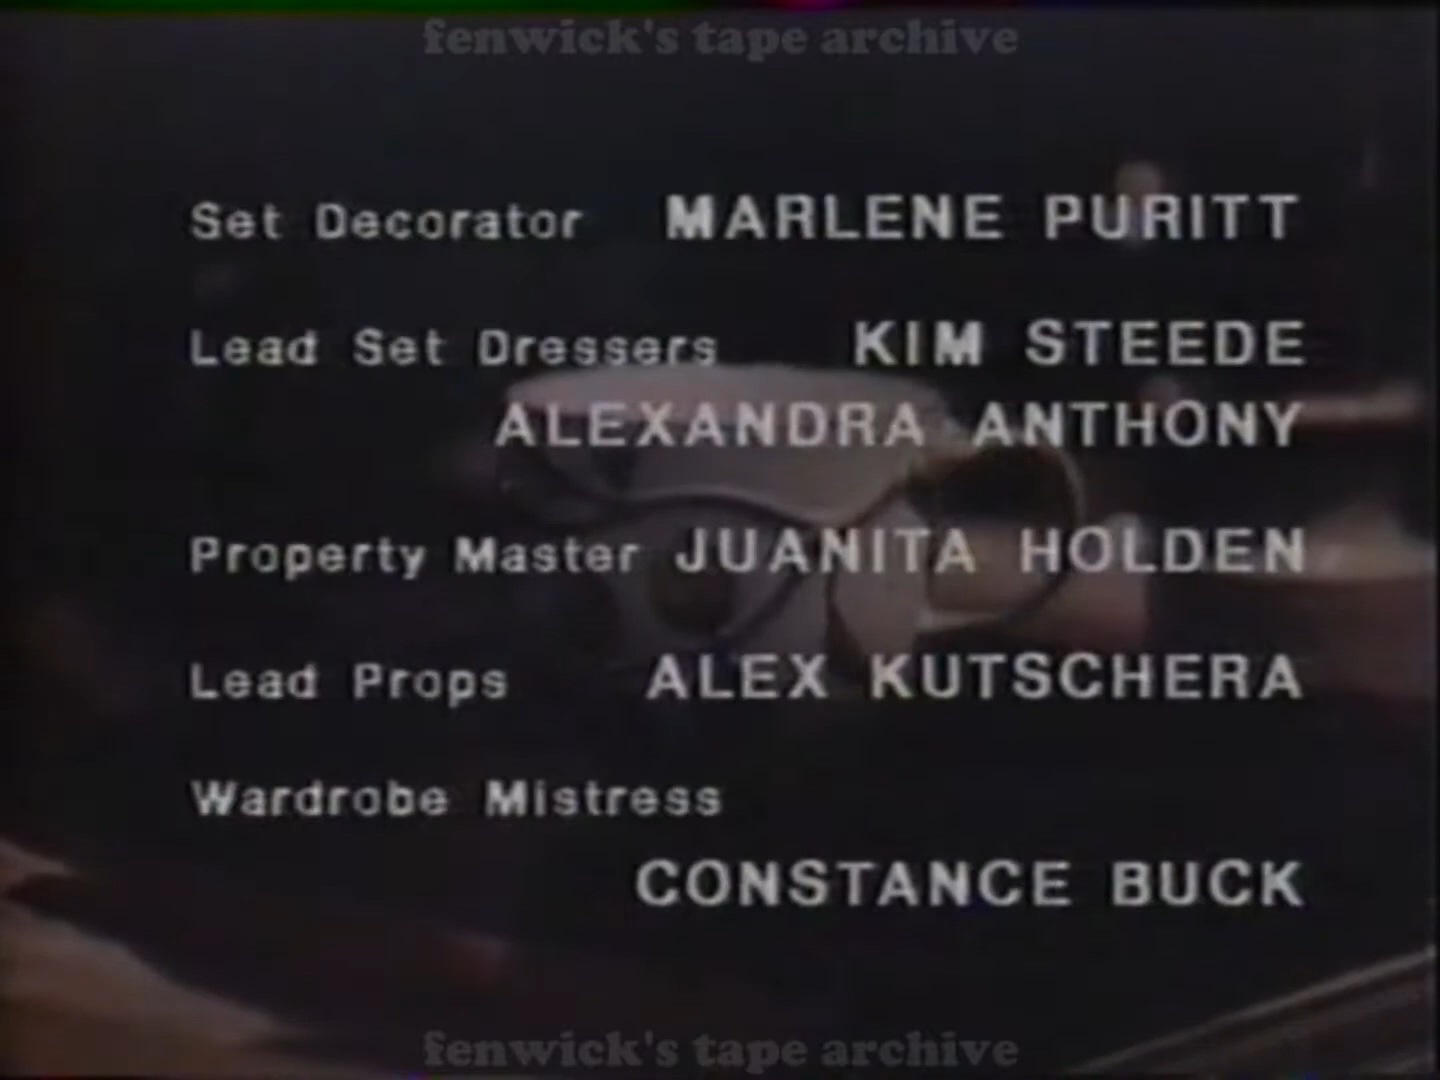 fenwick's tape archive
Set Decorator MARLENE PURITT
Lead Set Dressers KIM STEEDE
ALEXANDRA ANTHONY
Property Master JUANITA HOLDEN
Lead Props ALEX KUTSCHERA
Wardrobe Mistress
CONSTANCE BUCK
fenwick's tape archive